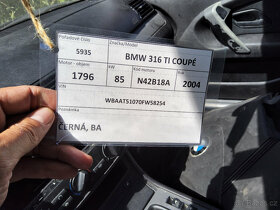 Pořadové číslo Značka/Model
5935 BMW 316 TI COUPÉ
Motor - objem kW Kód motoru
1796 85 N42B18A 2004
VIN
WBAAT51070FW58254
Poznámka
ČERNÁ, BA